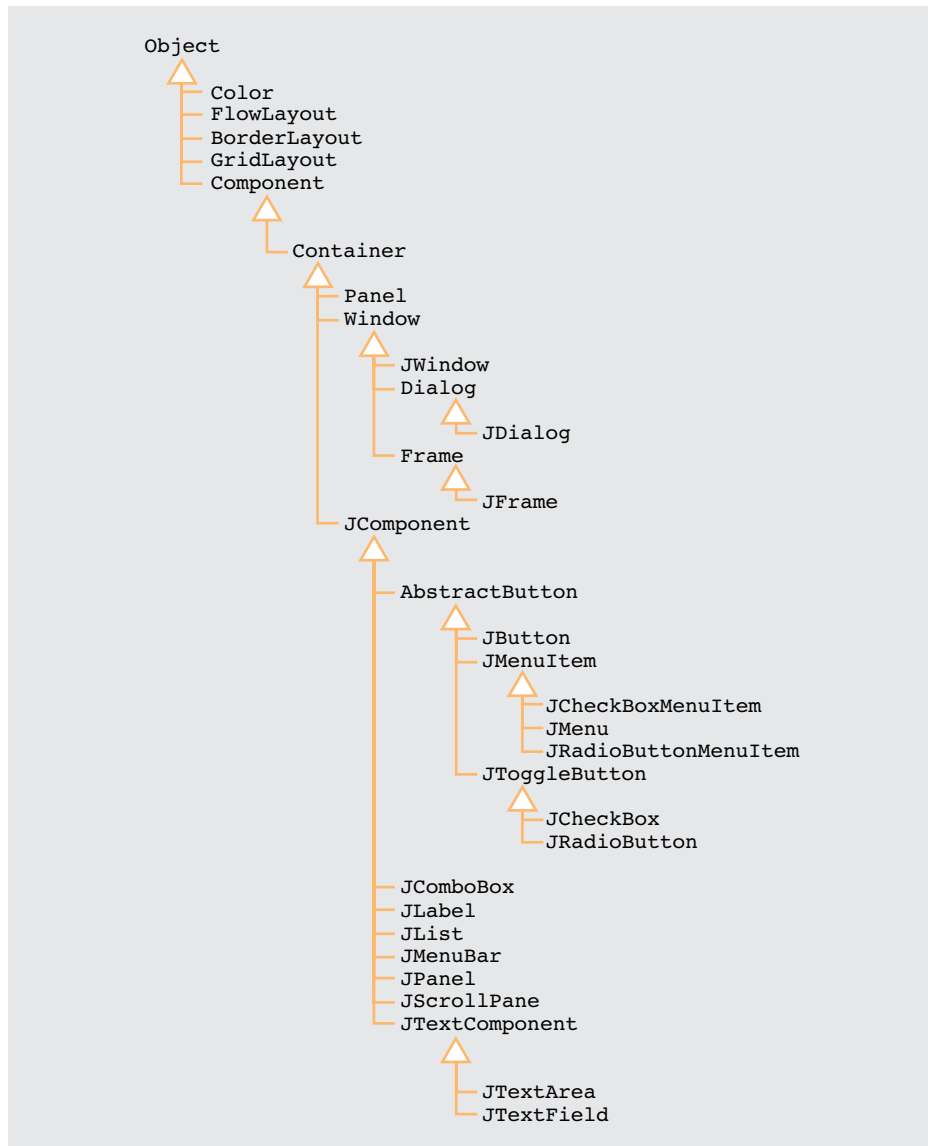 Object
Color
FlowLayout
BorderLayout
GridLayout
Component
Container
Panel
Window
JWindow
Dialog
JDialog
Frame
JFrame
JComponent
AbstractButton
JButton
JMenuItem
JCheckBoxMenuItem
JMenu
JRadioButtonMenuItem
JToggleButton
JCheckBox
JRadioButton
JComboBox
JLabel
JList
JMenuBar
JPanel
JScrollPane
JTextComponent
JTextArea
JTextField